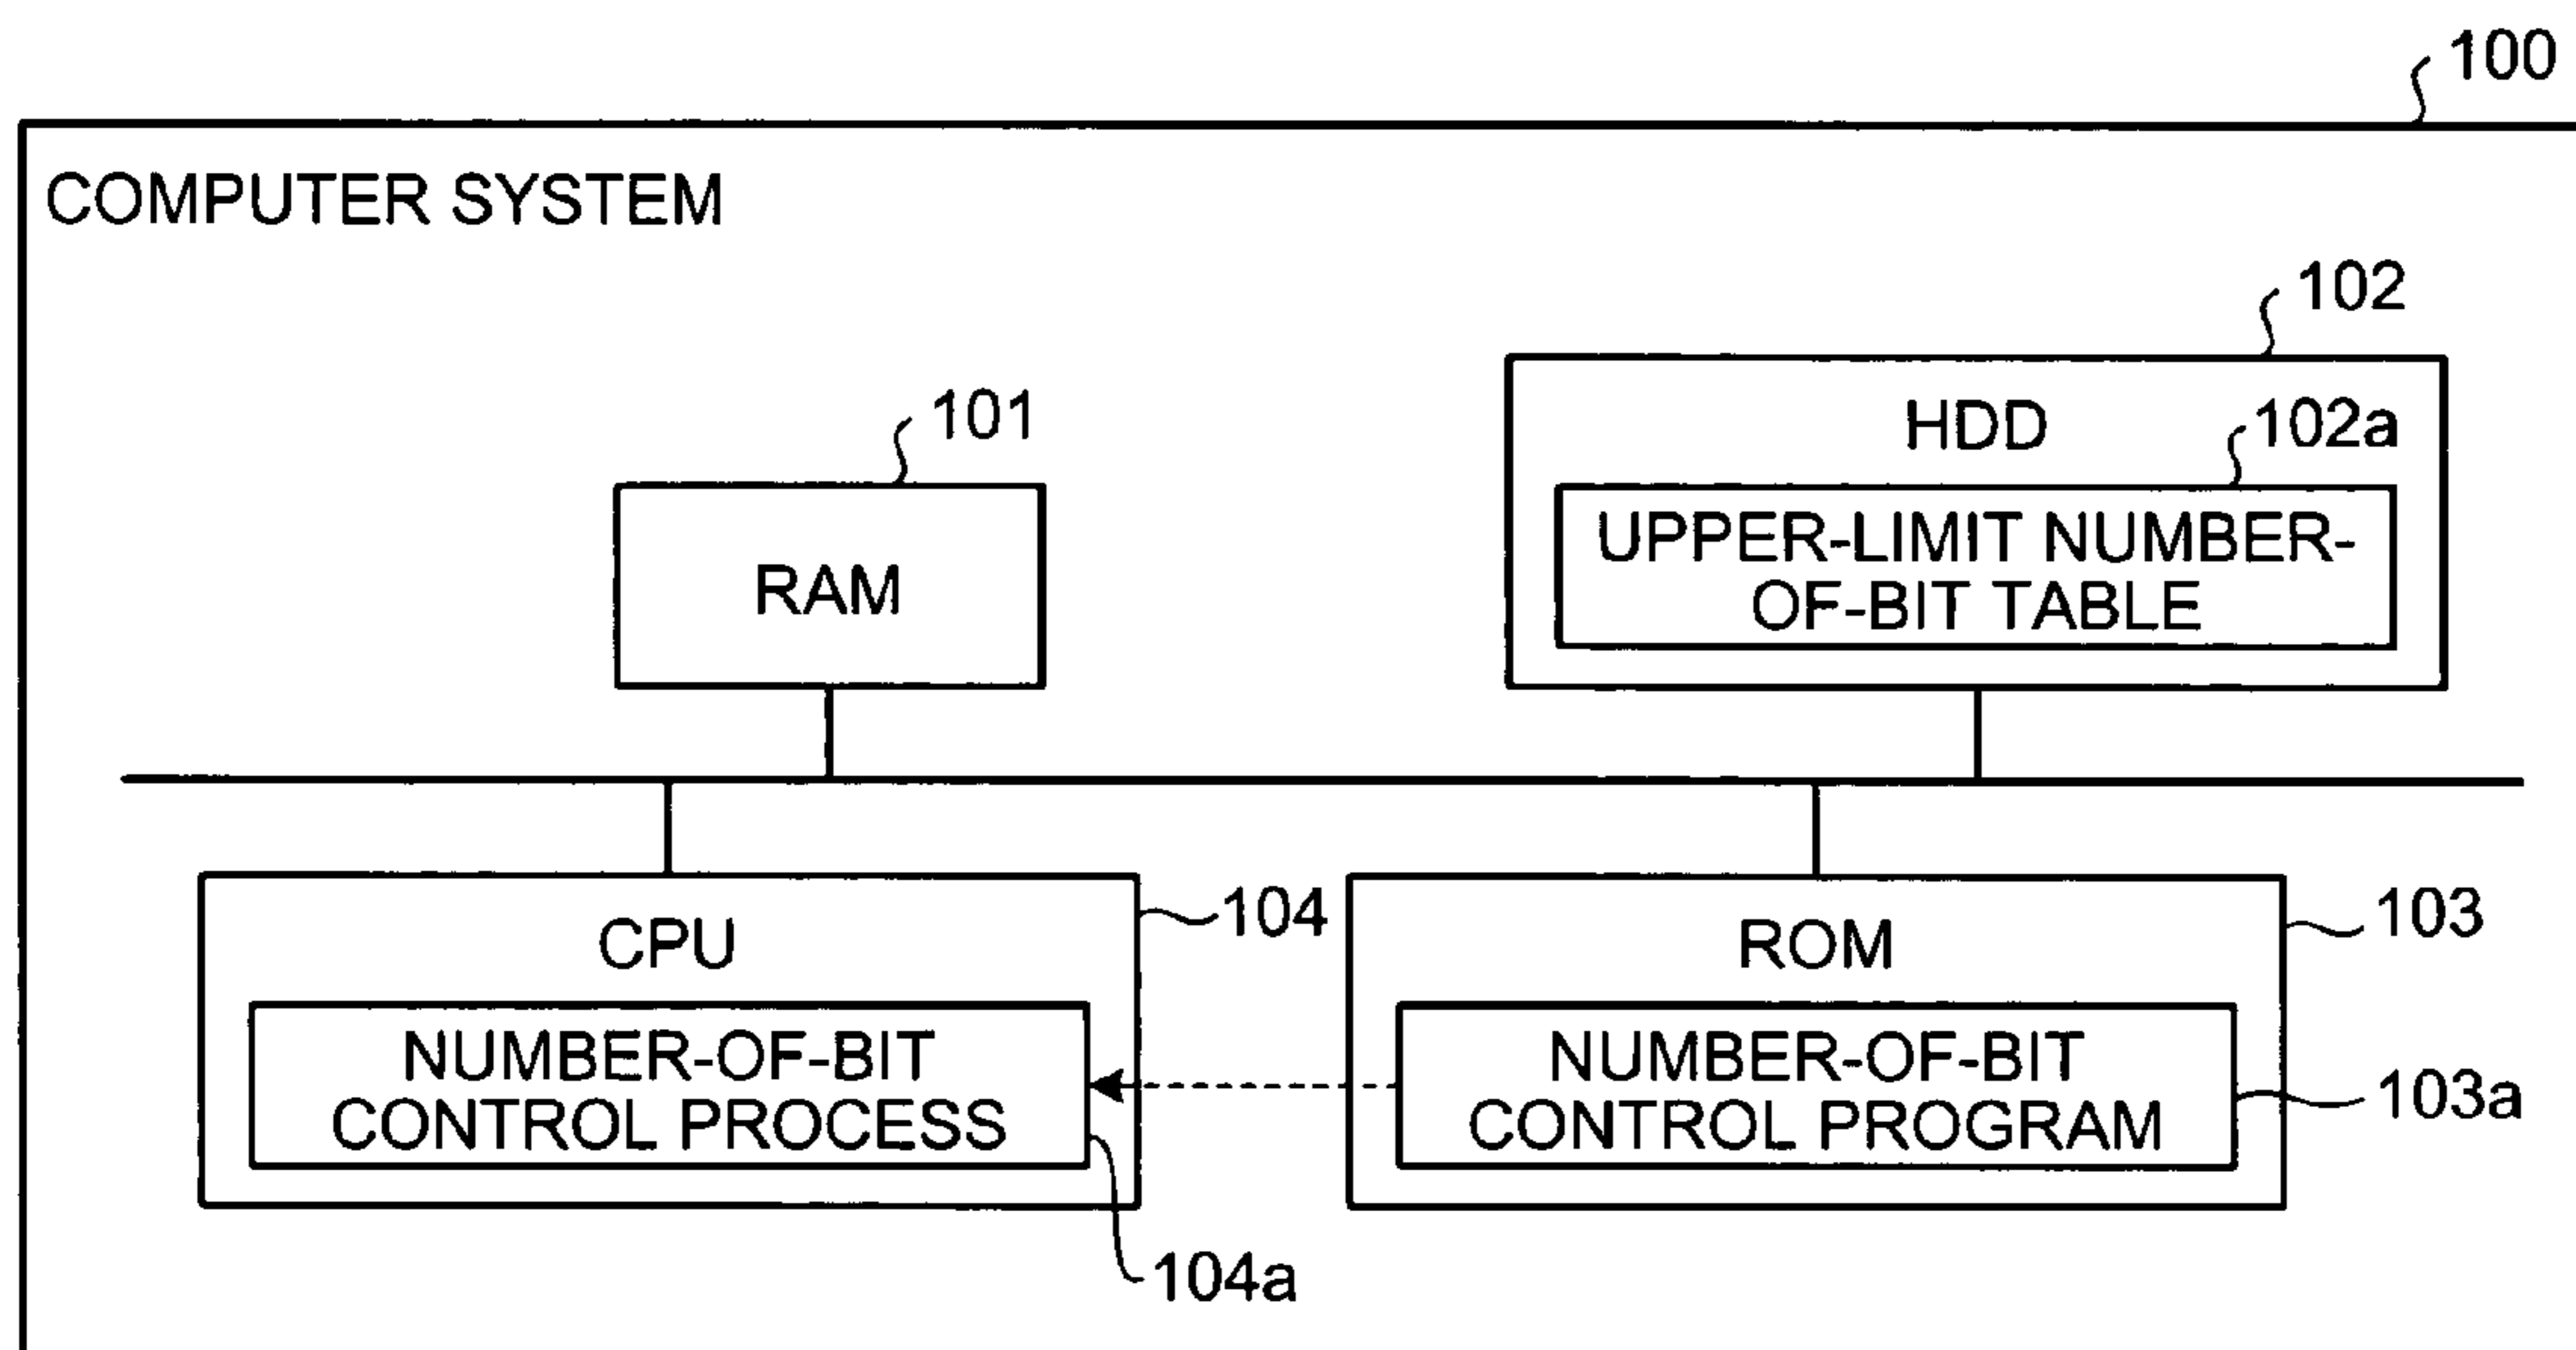 100
COMPUTER SYSTEM
102
HDD
102a
UPPER-LIMIT NUMBER-
OF-BIT TABLE
101
RAM
CPU
104
NUMBER-OF-BIT
CONTROL PROCESS
104a
ROM
103
NUMBER-OF-BIT
CONTROL PROGRAM
103a